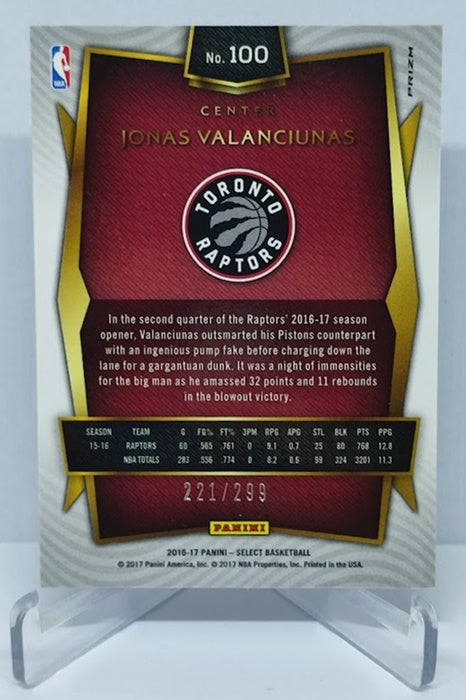 No. 100
NBA
PRIZM
CENTER
JONAS VALANCIUNAS
TORONTO
RAPTORS
In the second quarter of the Raptors' 2016-17 season
opener, Valanciunas outsmarted his Pistons counterpart
with an ingenious pump fake before charging down the
lane for a gargantuan dunk. It was a night of immensities
for the big man as he amassed 32 points and 11 rebounds
in the blowout victory.
SEASON TEAM G FG% FT% 3PM RPG APG STL BLK PTS PPG
15-16 RAPTORS 60 .565 .761 0 9.1 0.7 25 80 768 12.8
NBA TOTALS 283 .556 .774 0 8.2 0.6 99 324 3201 11.3
221/299
PANINI
2016-17 PANINI – SELECT BASKETBALL
© 2017 Panini America, Inc. © 2017 NBA Properties, Inc. Printed in the USA.